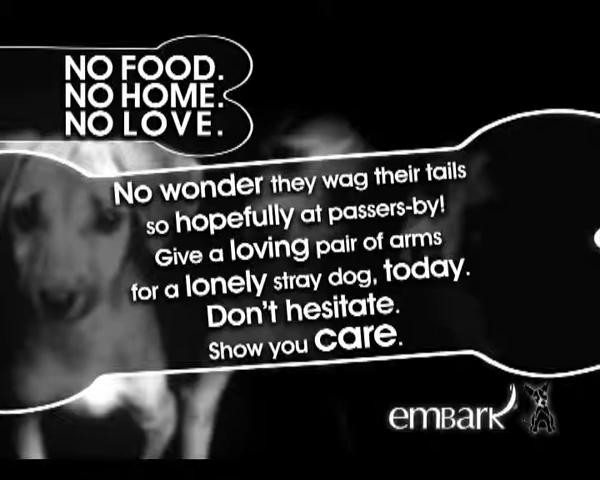 NO FOOD.
NO HOME.
NO LOVE.
No wonder they wag their tails
so hopefully at passers-by!
Give a loving pair of arms
for a lonely stray dog, today.
Don't hesitate.
Show you care.
emBark